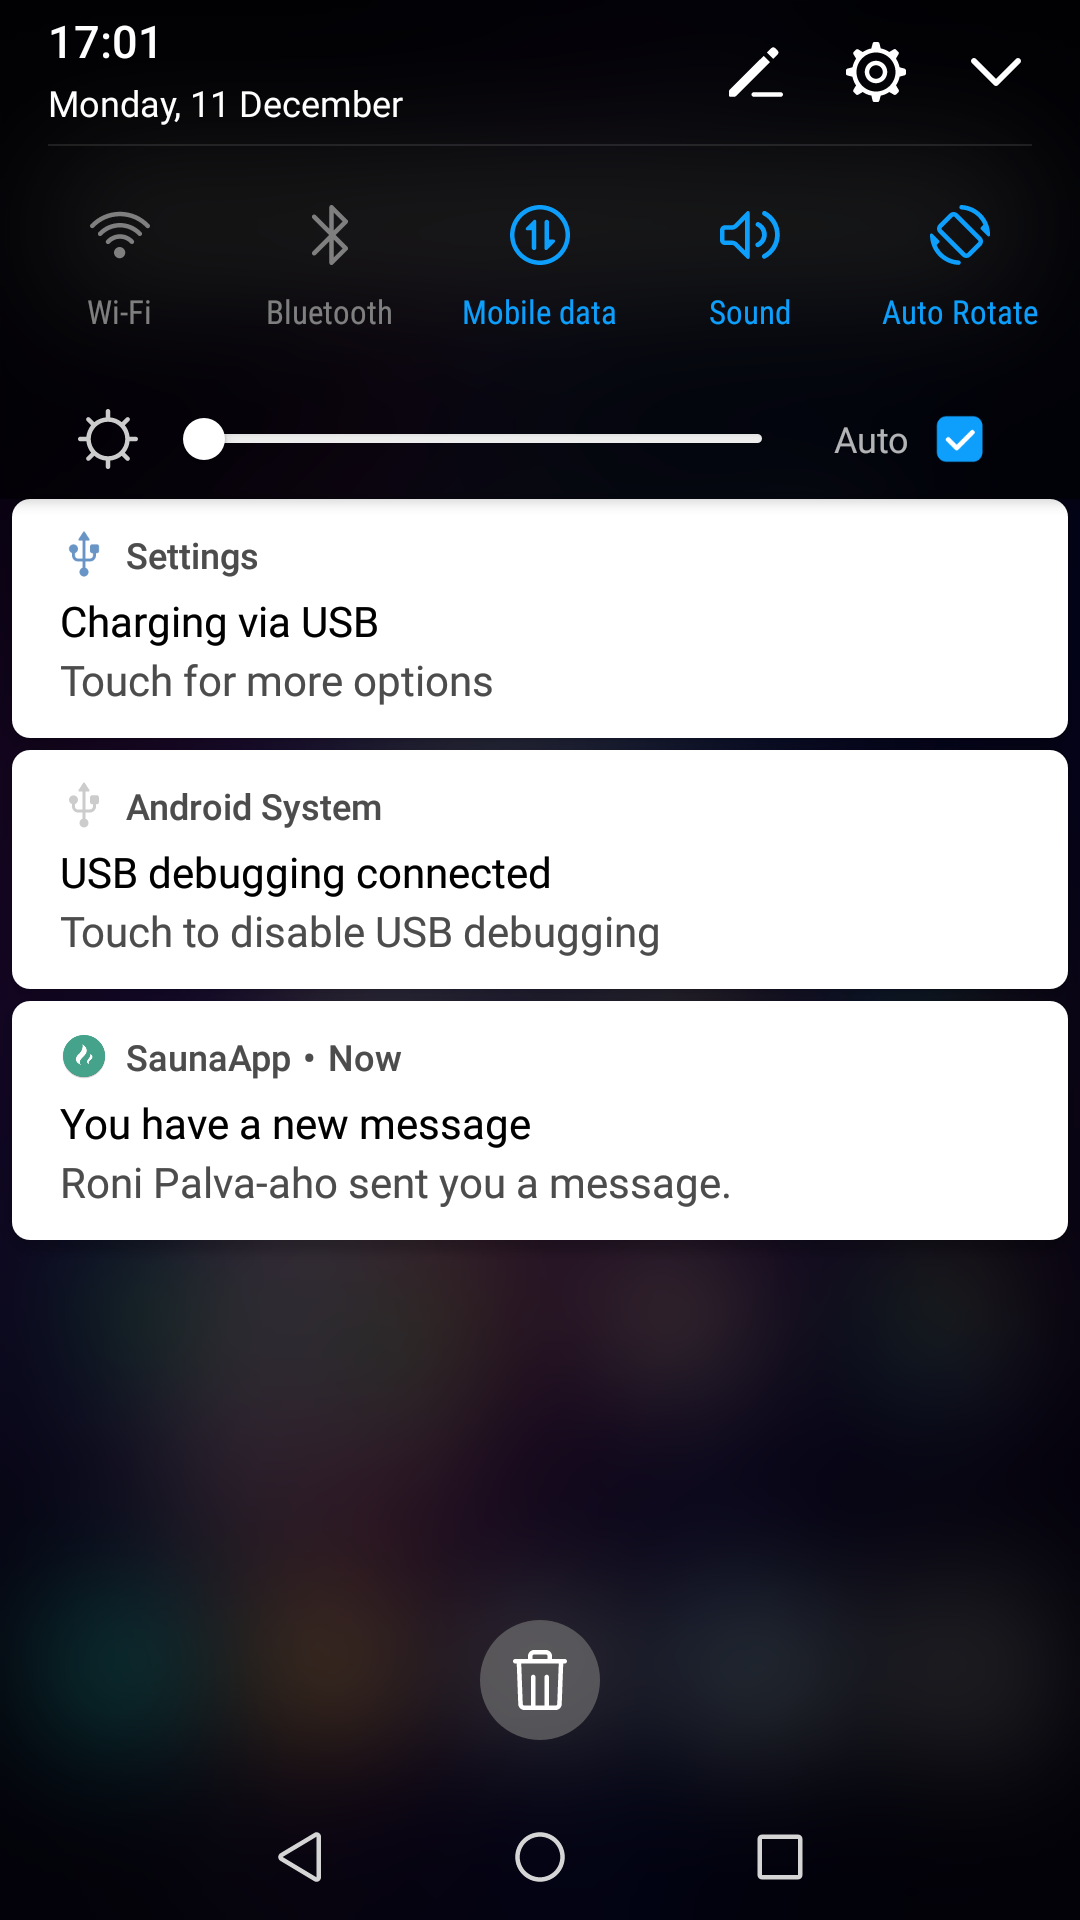 17:01
Monday, 11 December
Wi-Fi Bluetooth Mobile data Sound Auto Rotate
Auto
Settings
Charging via USB
Touch for more options
Android System
USB debugging connected
Touch to disable USB debugging
SaunaApp • Now
You have a new message
Roni Palva-aho sent you a message.